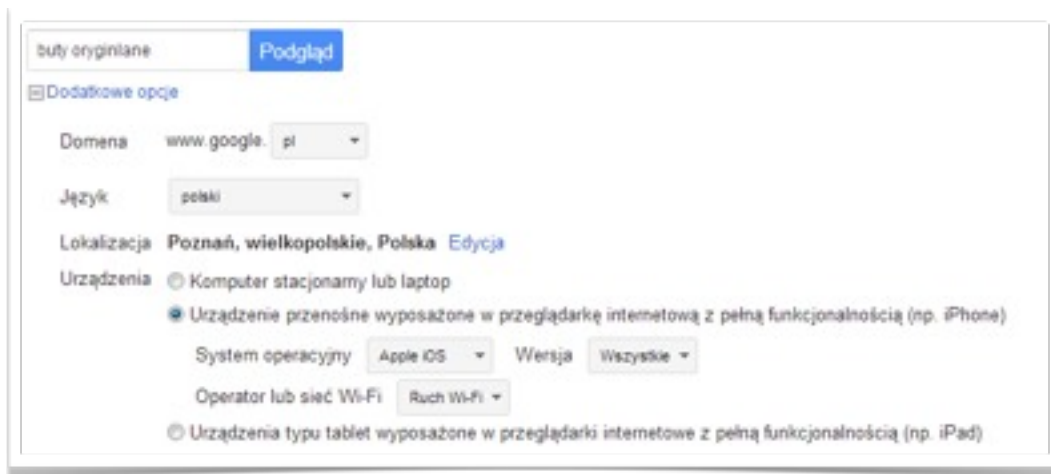 buty oryginlane Podgląd
Dodatkowe opcje
Domena www.google. pl
Język polski
Lokalizacja Poznań, wielkopolskie, Polska Edycja
Urządzenia Komputer stacjonarny lub laptop
Urządzenie przenośne wyposażone w przeglądarkę internetową z pełną funkcjonalnością (np. iPhone)
System operacyjny Apple iOS Wersja Wszystkie
Operator lub sieć Wi-Fi Ruch Wi-Fi
Urządzenia typu tablet wyposażone w przeglądarki internetowe z pełną funkcjonalnością (np. iPad)